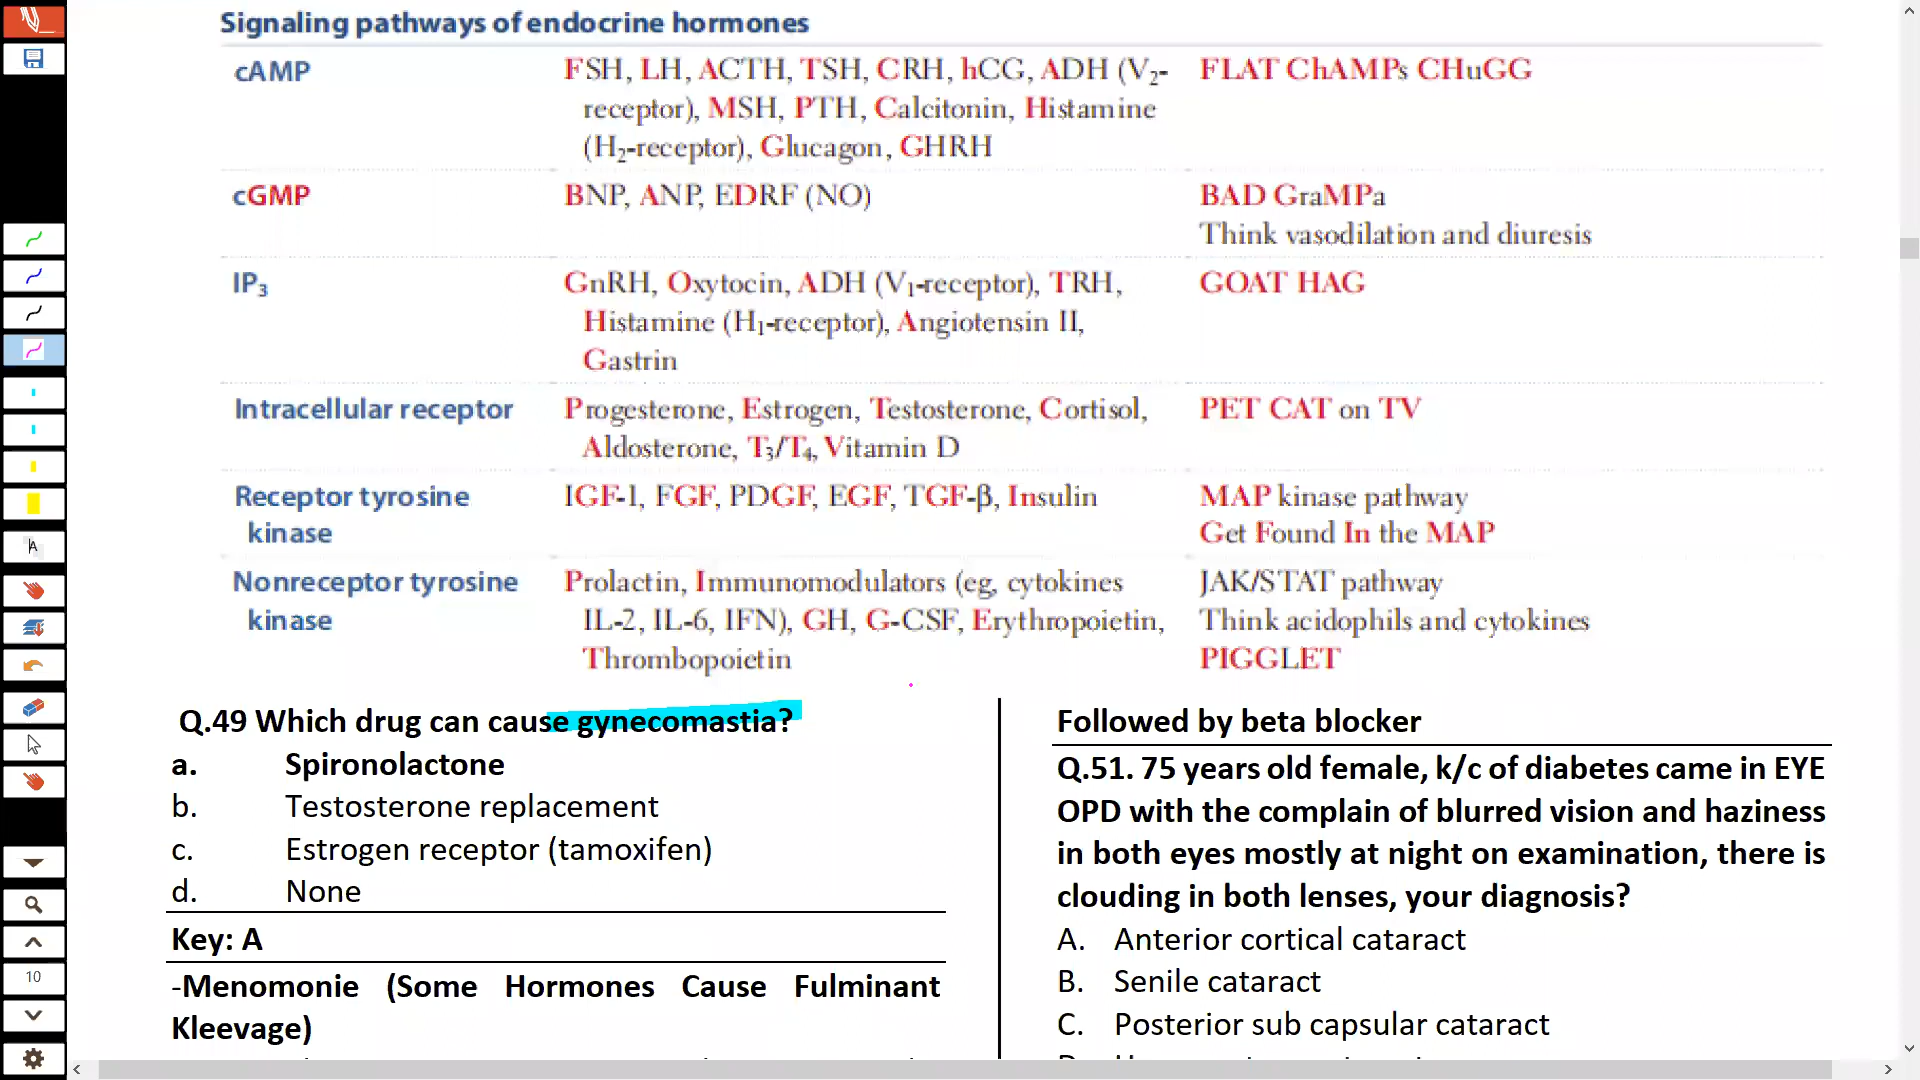 Signaling pathways of endocrine hormones
cAMP
FSH, LH, ACTH, TSH, CRH, hCG, ADH (V₂-
receptor), MSH, PTH, Calcitonin, Histamine
(H₂-receptor), Glucagon, GHRH
FLAT ChAMPs CHuGG
cGMP
BNP, ANP, EDRF (NO)
BAD GraMPa
Think vasodilation and diuresis
IP₃
GnRH, Oxytocin, ADH (V₁-receptor), TRH,
Histamine (H₁-receptor), Angiotensin II,
Gastrin
GOAT HAG
Intracellular receptor
Progesterone, Estrogen, Testosterone, Cortisol,
Aldosterone, T₃/T₄, Vitamin D
PET CAT on TV
Receptor tyrosine
kinase
IGF-1, FGF, PDGF, EGF, TGF-β, Insulin
MAP kinase pathway
Get Found In the MAP
Nonreceptor tyrosine
kinase
Prolactin, Immunomodulators (eg, cytokines
IL-2, IL-6, IFN), GH, G-CSF, Erythropoietin,
Thrombopoietin
JAK/STAT pathway
Think acidophils and cytokines
PIGGLET
Q.49 Which drug can cause gynecomastia?
a. Spironolactone
b. Testosterone replacement
c. Estrogen receptor (tamoxifen)
d. None
Key: A
-Menomonie (Some Hormones Cause Fulminant
Kleevage)
Followed by beta blocker
Q.51. 75 years old female, k/c of diabetes came in EYE
OPD with the complain of blurred vision and haziness
in both eyes mostly at night on examination, there is
clouding in both lenses, your diagnosis?
A. Anterior cortical cataract
B. Senile cataract
C. Posterior sub capsular cataract
A
10